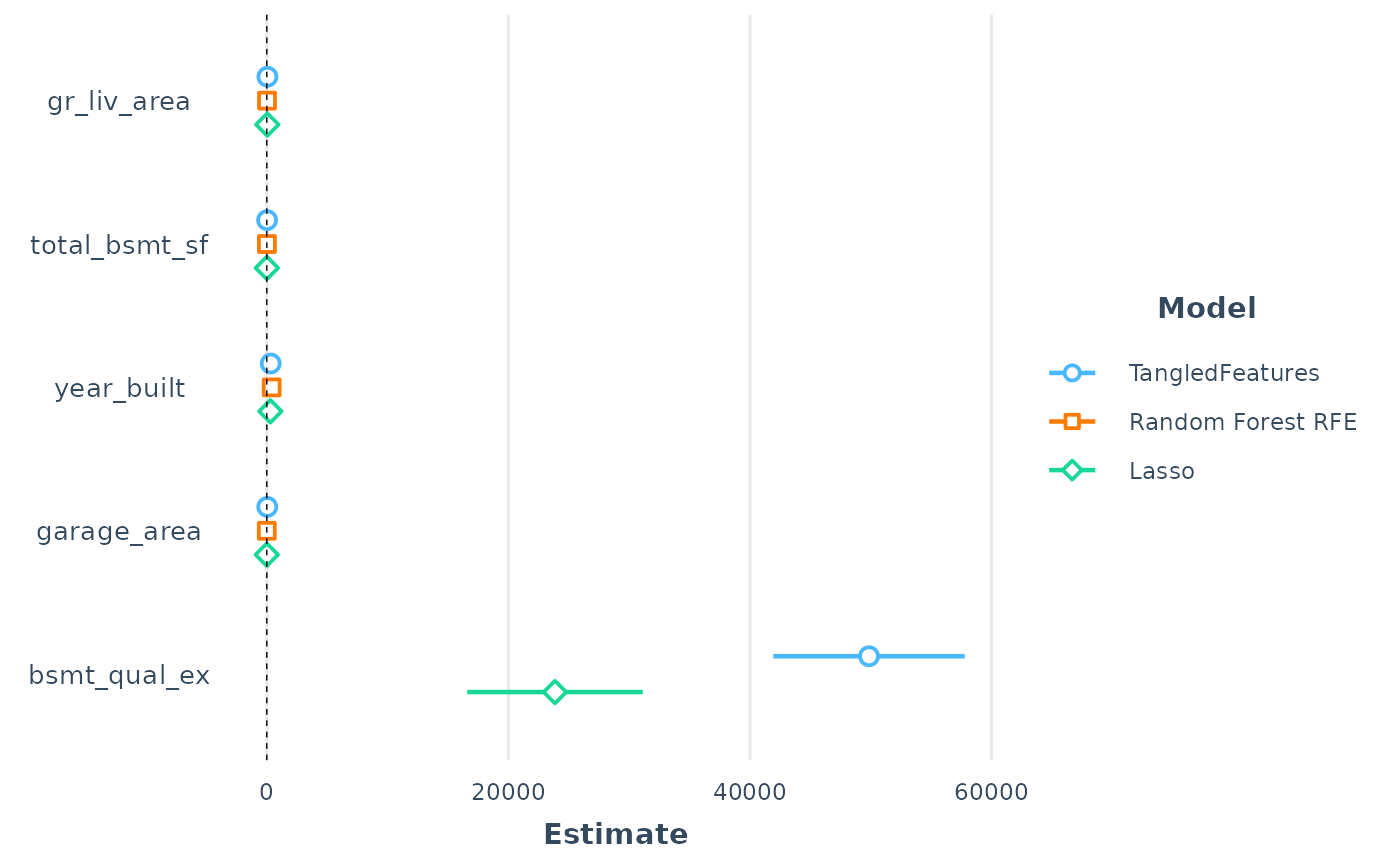 gr_liv_area
total_bsmt_sf
year_built
garage_area
bsmt_qual_ex
0
20000
40000
60000
Estimate
Model
TangledFeatures
Random Forest RFE
Lasso